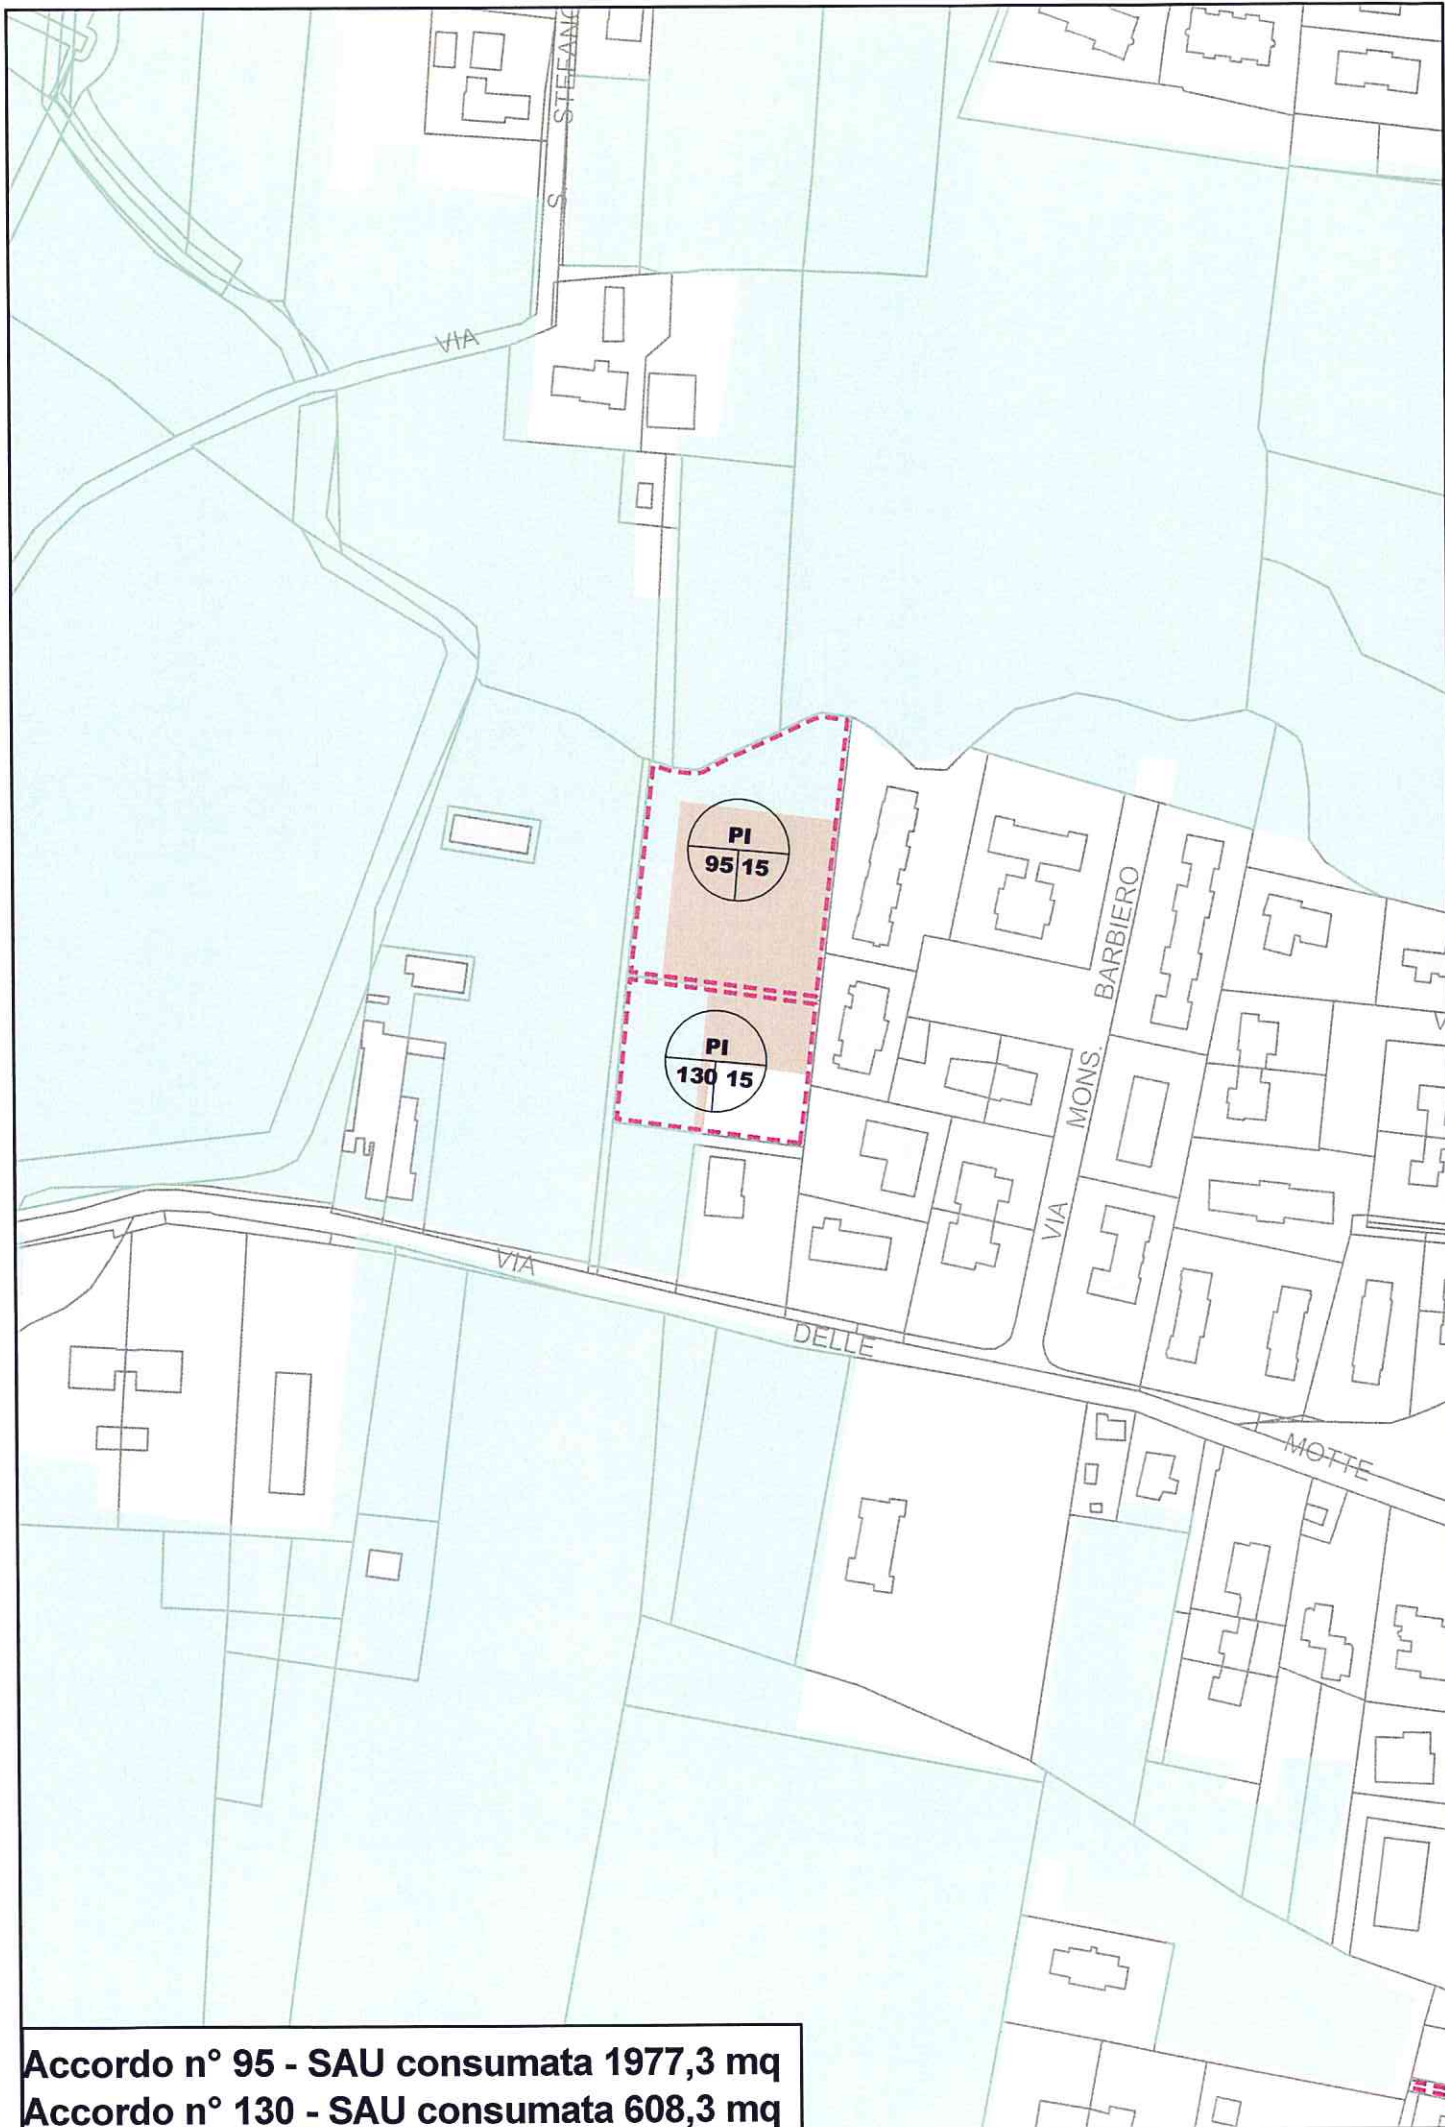 S. STEFANO
VIA
PI
95 15
PI
130 15
VIA MONS. BARBIERO
VIA
DELLE
MOTTE
Accordo n° 95 - SAU consumata 1977,3 mq
Accordo n° 130 - SAU consumata 608,3 mq